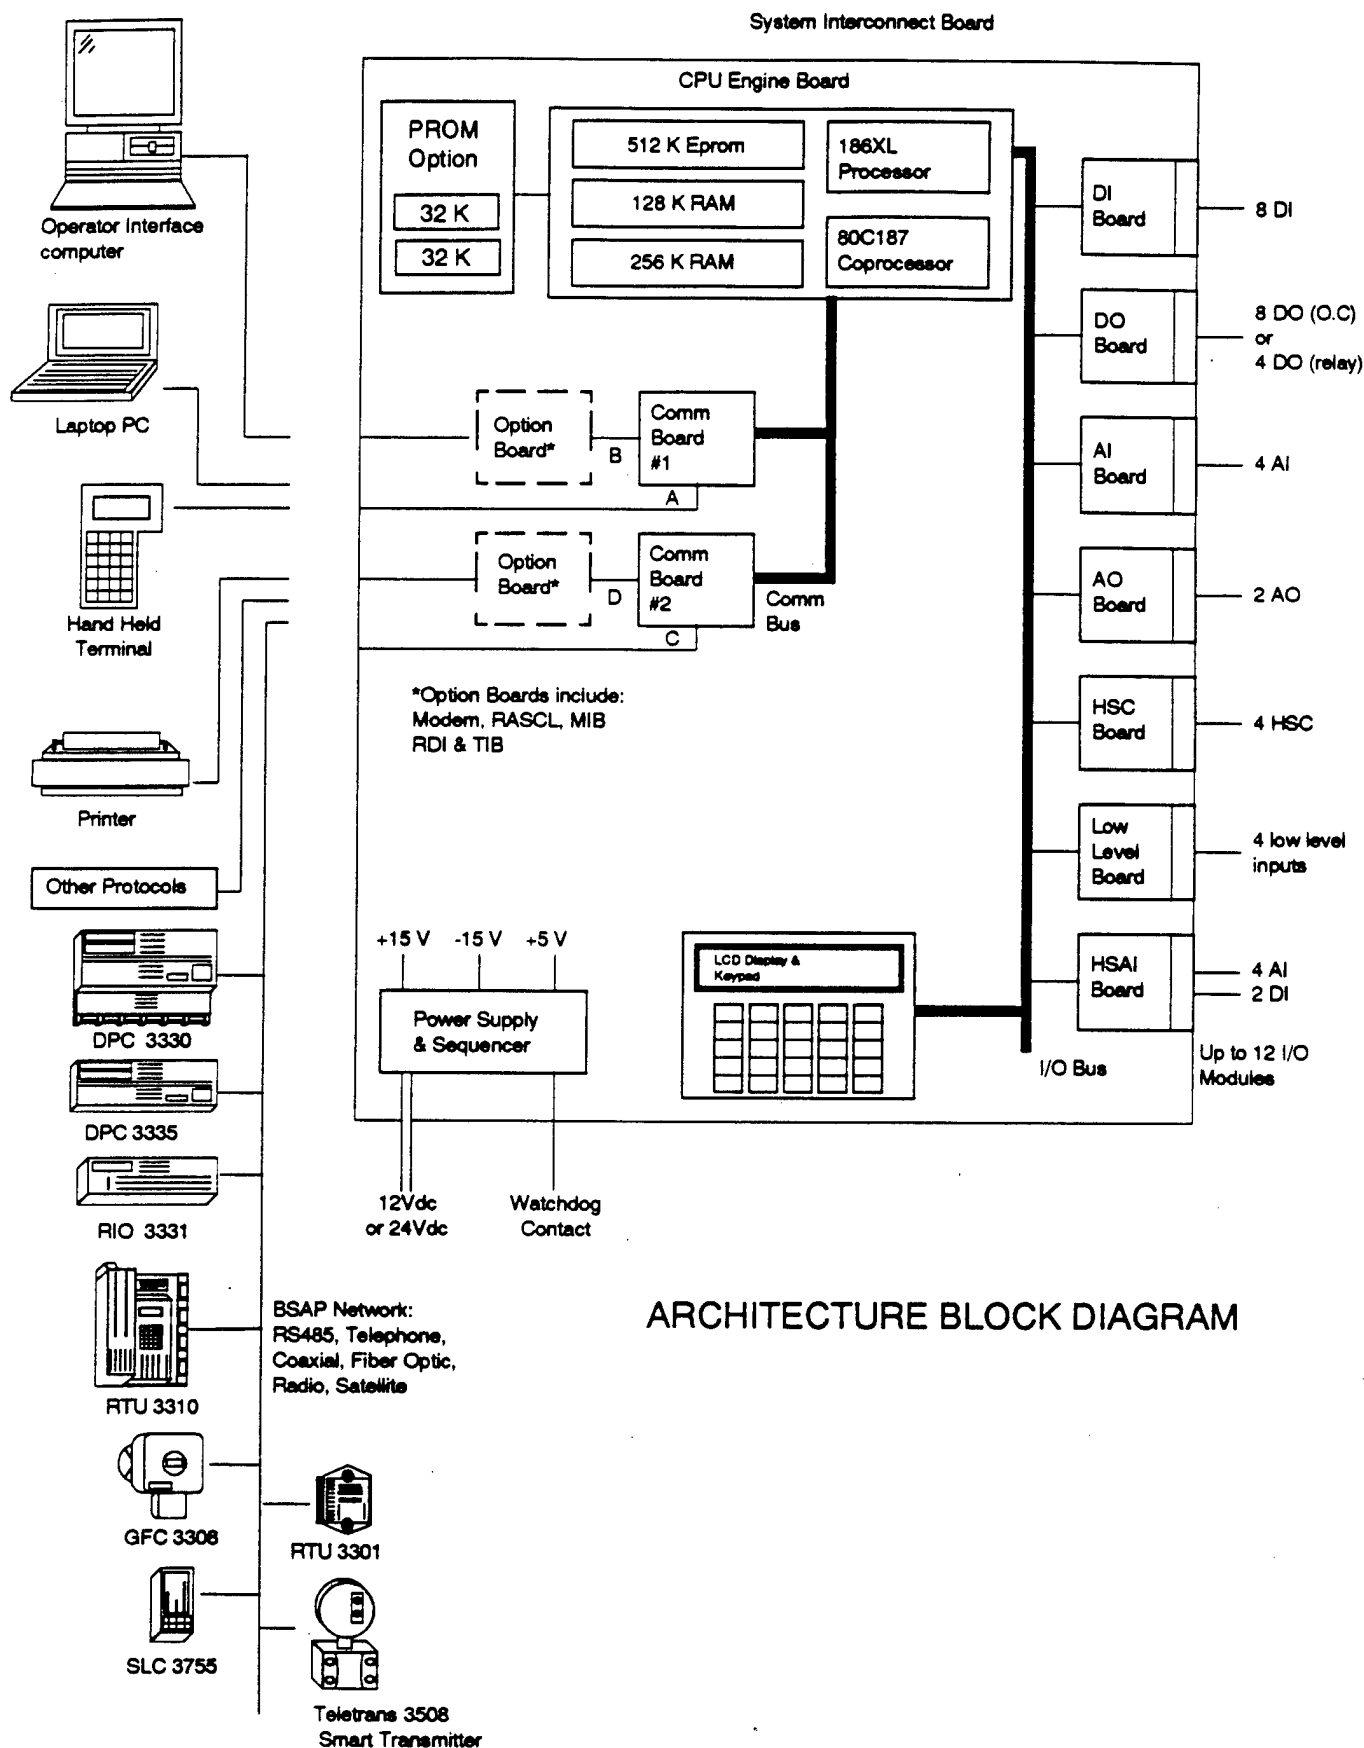 System Interconnect Board
CPU Engine Board
PROM
Option
32 K
32 K
512 K Eprom
128 K RAM
256 K RAM
186XL
Processor
80C187
Coprocessor
DI
Board
8 DI
DO
Board
8 DO (O.C)
or
4 DO (relay)
AI
Board
4 AI
AO
Board
2 AO
HSC
Board
4 HSC
Low
Level
Board
4 low level
inputs
HSAI
Board
4 AI
2 DI
I/O Bus
Up to 12 I/O
Modules
Operator Interface
computer
Laptop PC
Hand Held
Terminal
Printer
Other Protocols
Option
Board*
B
Comm
Board
#1
A
Option
Board*
D
Comm
Board
#2
C
Comm
Bus
*Option Boards include:
Modem, RASCL, MIB
RDI & TIB
+15 V
-15 V
+5 V
Power Supply
& Sequencer
12Vdc
or 24Vdc
Watchdog
Contact
LCD Display &
Keypad
DPC 3330
DPC 3335
RIO 3331
RTU 3310
GFC 3308
SLC 3755
BSAP Network:
RS485, Telephone,
Coaxial, Fiber Optic,
Radio, Satellite
RTU 3301
Teletrans 3508
Smart Transmitter
ARCHITECTURE BLOCK DIAGRAM